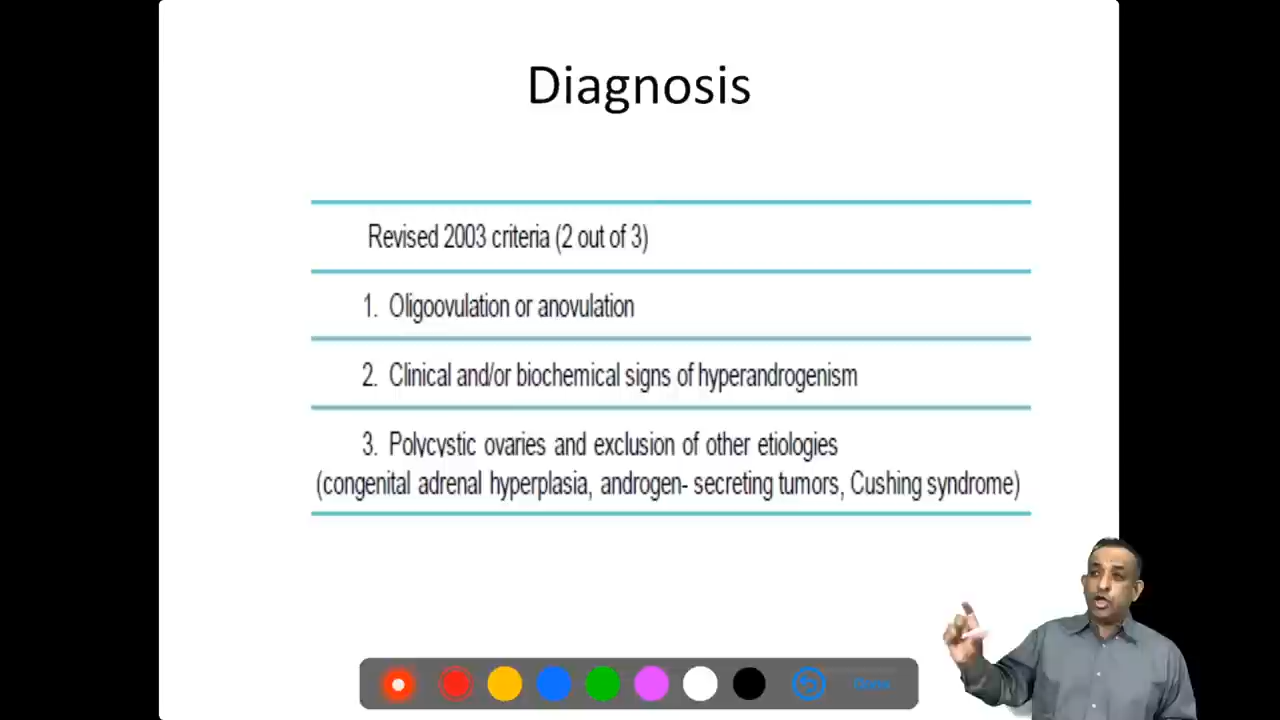 Diagnosis
Revised 2003 criteria (2 out of 3)
1. Oligoovulation or anovulation
2. Clinical and/or biochemical signs of hyperandrogenism
3. Polycystic ovaries and exclusion of other etiologies
(congenital adrenal hyperplasia, androgen- secreting tumors, Cushing syndrome)